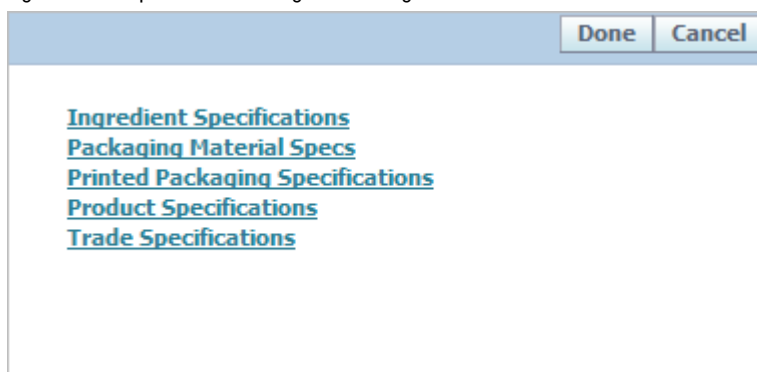 Done Cancel
Ingredient Specifications
Packaging Material Specs
Printed Packaging Specifications
Product Specifications
Trade Specifications